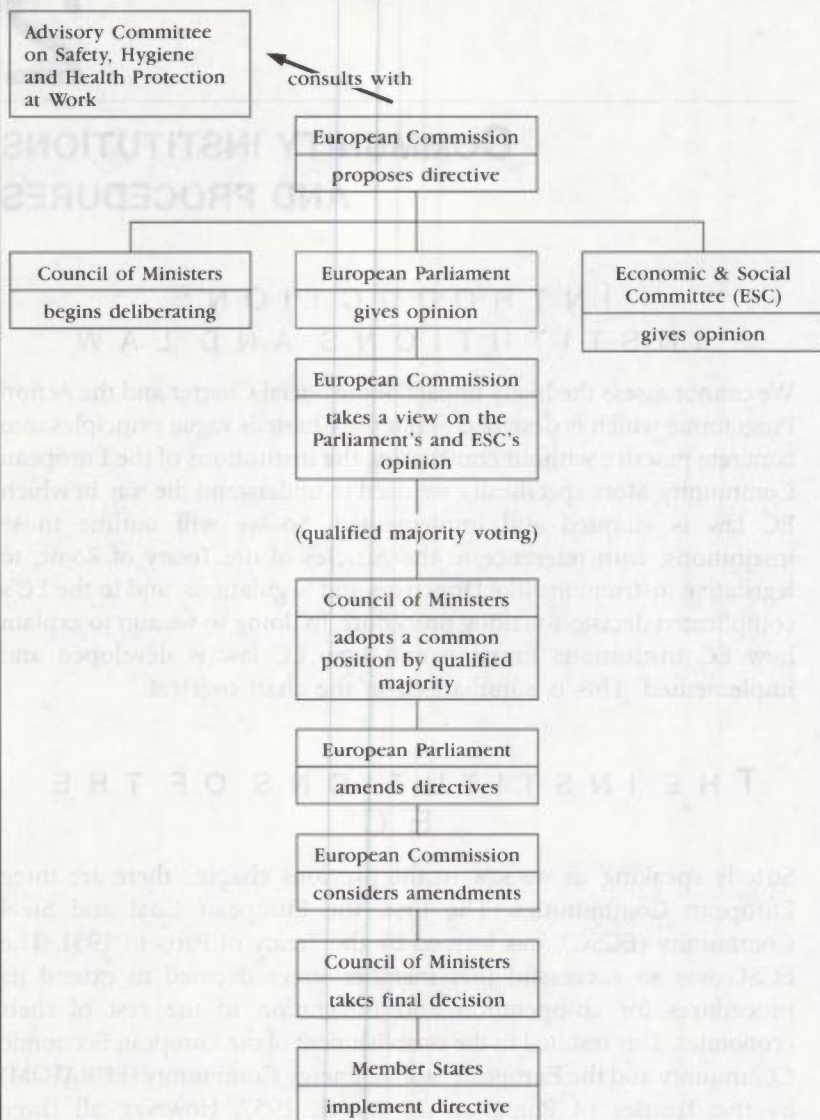 Advisory Committee
on Safety, Hygiene
and Health Protection
at Work
consults with
European Commission
proposes directive
Council of Ministers
begins deliberating
European Parliament
gives opinion
Economic & Social
Committee (ESC)
gives opinion
European Commission
takes a view on the
Parliament's and ESC's
opinion
(qualified majority voting)
Council of Ministers
adopts a common
position by qualified
majority
European Parliament
amends directives
European Commission
considers amendments
Council of Ministers
takes final decision
Member States
implement directive